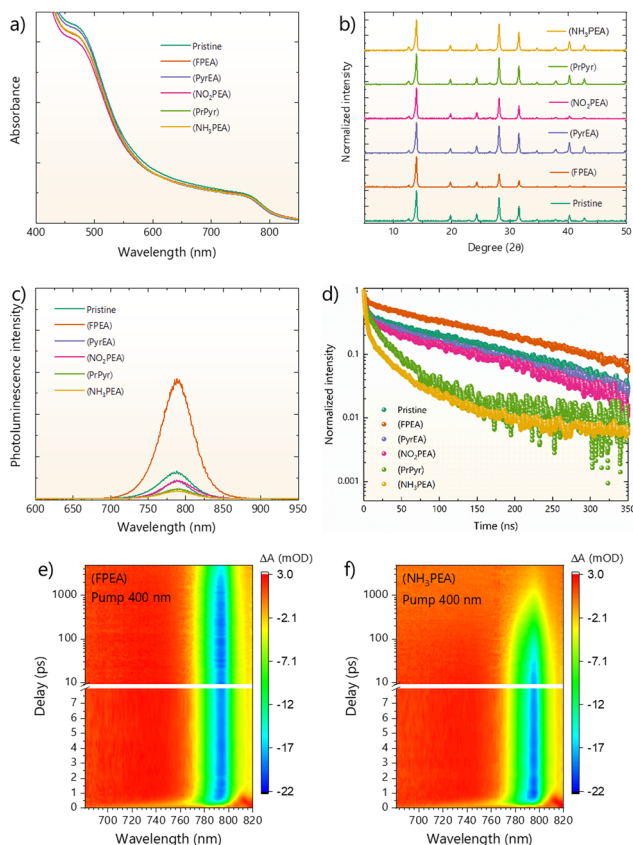 a)
Absorbance
Pristine
(FPEA)
(PyrEA)
(NO₂PEA)
(PrPyr)
(NH₃PEA)
400 500 600 700 800
Wavelength (nm)
b)
Normalized intensity
(NH₃PEA)
(PrPyr)
(NO₂PEA)
(PyrEA)
(FPEA)
Pristine
10 20 30 40 50
Degree (2θ)
c)
Photoluminescence intensity
Pristine
(FPEA)
(PyrEA)
(NO₂PEA)
(PrPyr)
(NH₃PEA)
600 650 700 750 800 850 900 950
Wavelength (nm)
d)
Normalized intensity
1
0.1
0.01
0.001
Pristine
(FPEA)
(PyrEA)
(NO₂PEA)
(PrPyr)
(NH₃PEA)
0 50 100 150 200 250 300 350
Time (ns)
e)
(FPEA)
Pump 400 nm
Delay (ps)
1000
100
10
7
6
5
4
3
2
1
0
700 720 740 760 780 800 820
Wavelength (nm)
ΔA (mOD)
3.0
-2.1
-7.1
-12
-17
-22
f)
(NH₃PEA)
Pump 400 nm
Delay (ps)
1000
100
10
7
6
5
4
3
2
1
0
700 720 740 760 780 800 820
Wavelength (nm)
ΔA (mOD)
3.0
-2.1
-7.1
-12
-17
-22